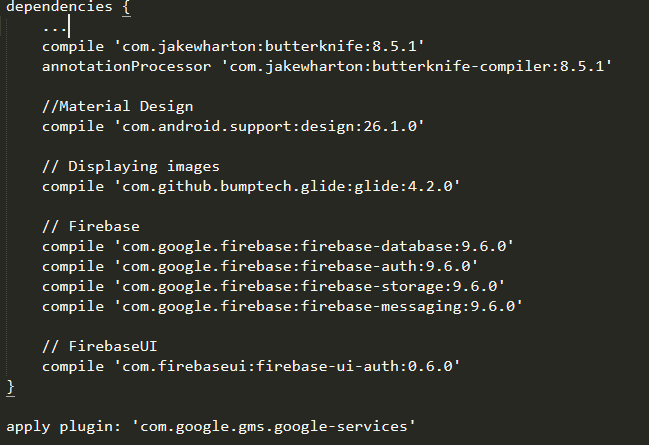 dependencies {
    ...
    compile 'com.jakewharton:butterknife:8.5.1'
    annotationProcessor 'com.jakewharton:butterknife-compiler:8.5.1'

    //Material Design
    compile 'com.android.support:design:26.1.0'

    // Displaying images
    compile 'com.github.bumptech.glide:glide:4.2.0'

    // Firebase
    compile 'com.google.firebase:firebase-database:9.6.0'
    compile 'com.google.firebase:firebase-auth:9.6.0'
    compile 'com.google.firebase:firebase-storage:9.6.0'
    compile 'com.google.firebase:firebase-messaging:9.6.0'

    // FirebaseUI
    compile 'com.firebaseui:firebase-ui-auth:0.6.0'
}

apply plugin: 'com.google.gms.google-services'